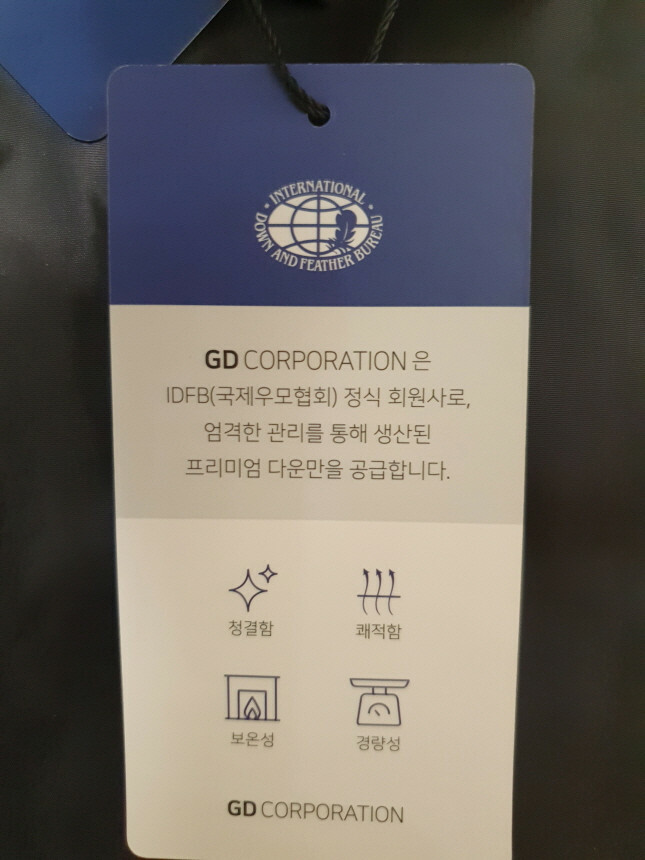 INTERNATIONAL
DOWN AND FEATHER BUREAU
GD CORPORATION 은
IDFB(국제우모협회) 정식 회원사로,
엄격한 관리를 통해 생산된
프리미엄 다운만을 공급합니다.
청결함 쾌적함
보온성 경량성
GD CORPORATION